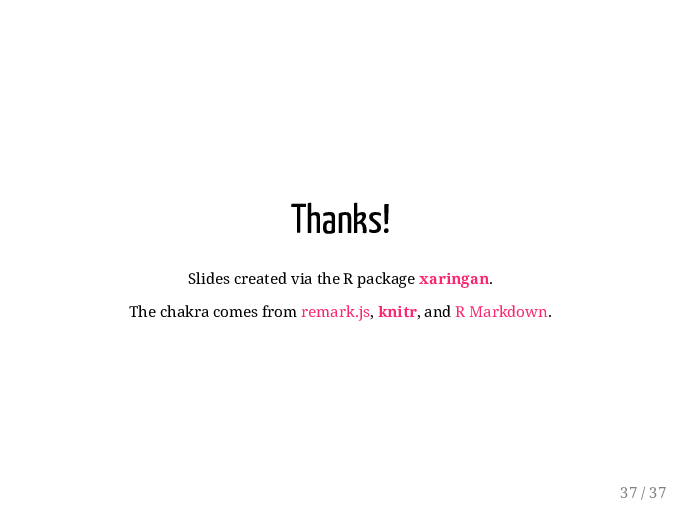 Thanks!
Slides created via the R package xaringan.
The chakra comes from remark.js, knitr, and R Markdown.
37 / 37